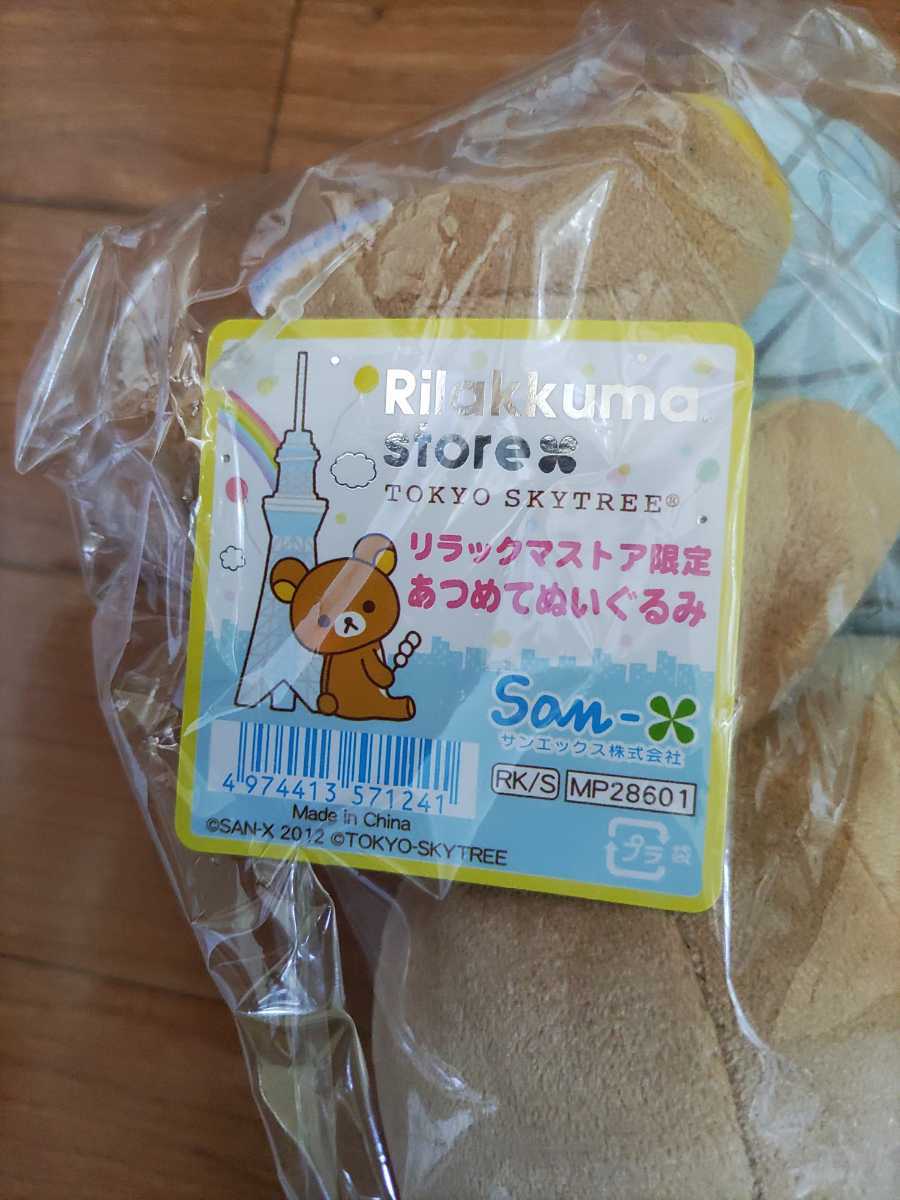 Rilakkuma
store
TOKYO SKYTREE®
リラックマストア限定
あつめてぬいぐるみ
San-X
サンエックス株式会社
RK/S MP28601
4 974413 571241
Made in China
©SAN-X 2012 ©TOKYO-SKYTREE
プラ 袋